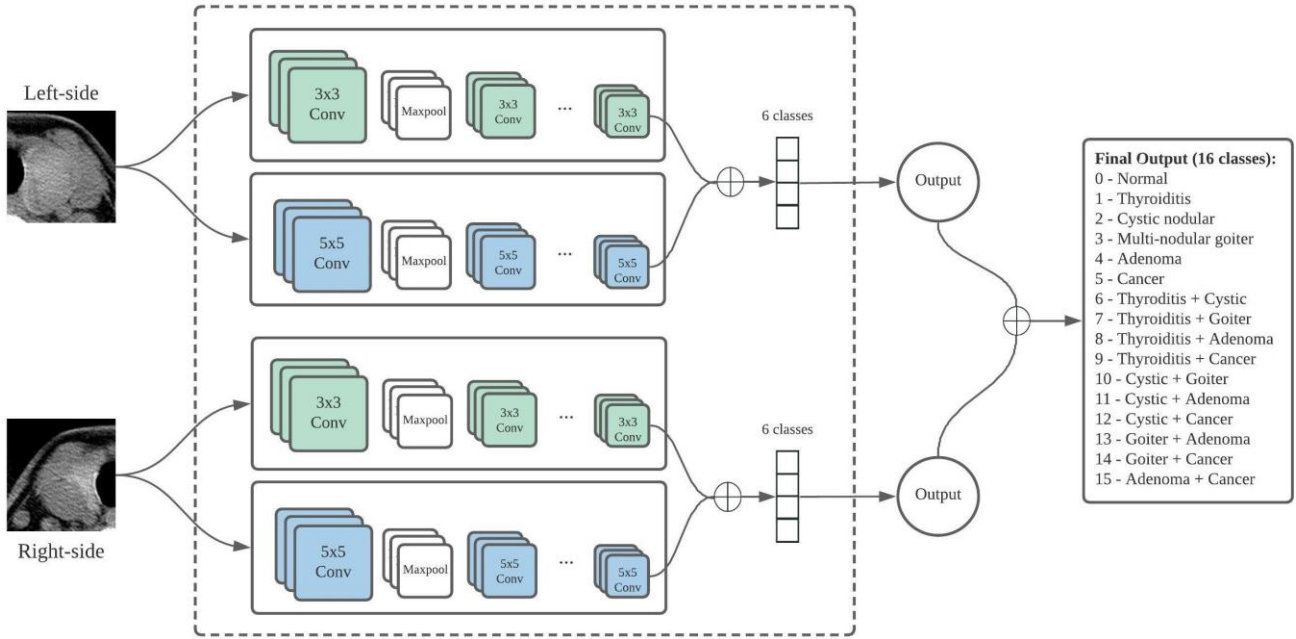 Left-side
3x3
Conv
Maxpool
3x3
Conv
...
3x3
Conv
5x5
Conv
Maxpool
5x5
Conv
...
5x5
Conv
6 classes
Output
Right-side
3x3
Conv
Maxpool
3x3
Conv
...
3x3
Conv
5x5
Conv
Maxpool
5x5
Conv
...
5x5
Conv
6 classes
Output
Final Output (16 classes):
0 - Normal
1 - Thyroiditis
2 - Cystic nodular
3 - Multi-nodular goiter
4 - Adenoma
5 - Cancer
6 - Thyroditis + Cystic
7 - Thyroiditis + Goiter
8 - Thyroiditis + Adenoma
9 - Thyroiditis + Cancer
10 - Cystic + Goiter
11 - Cystic + Adenoma
12 - Cystic + Cancer
13 - Goiter + Adenoma
14 - Goiter + Cancer
15 - Adenoma + Cancer